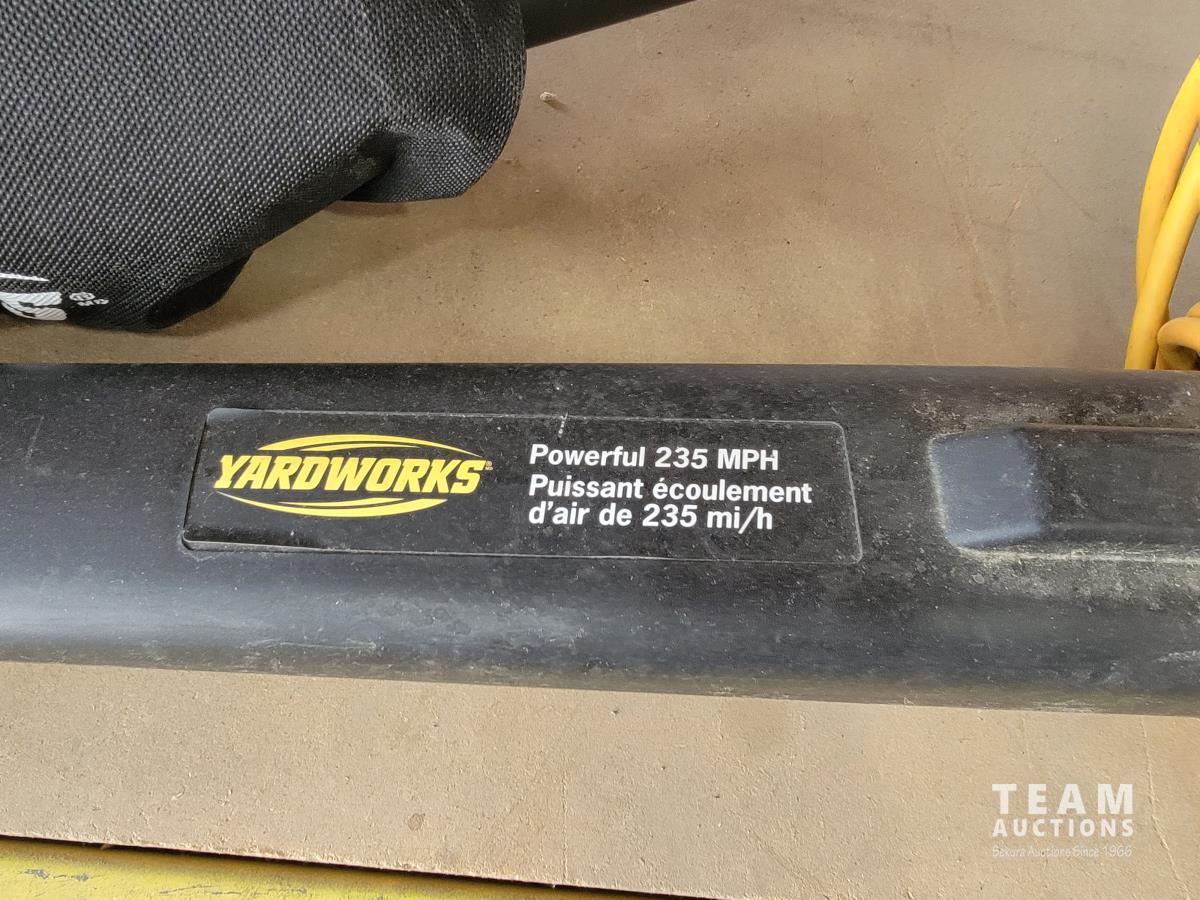 YARDWORKS®
Powerful 235 MPH
Puissant écoulement
d'air de 235 mi/h
TEAM
AUCTIONS
Sekura Auctions Since 1966